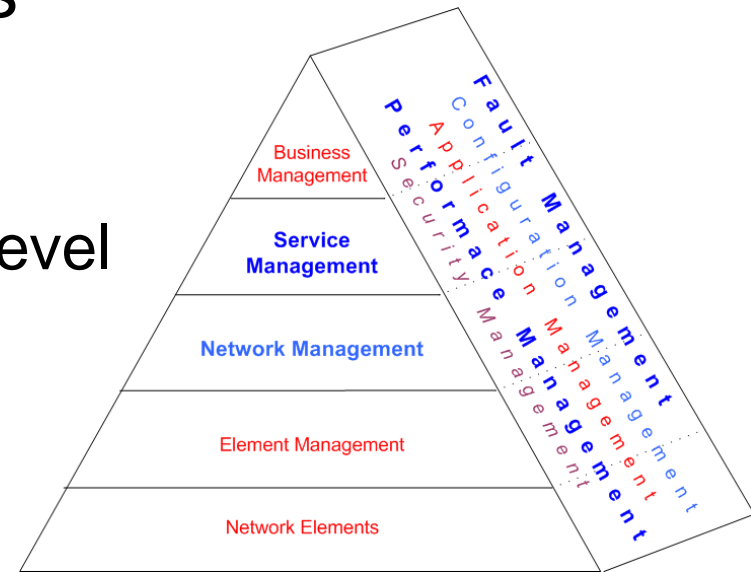 s
evel
Business
Management
Service
Management
Network Management
Element Management
Network Elements
Fault Management
Configuration Management
Application Management
Performace Management
Security Management